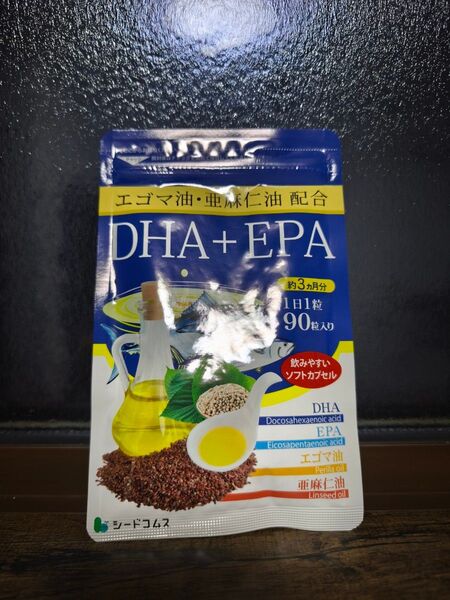 エゴマ油・亜麻仁油 配合
DHA+EPA
約3ヵ月分
1日1粒
90粒入り
飲みやすい
ソフトカプセル
DHA
Docosahexaenoic acid
EPA
Eicosapentaenoic acid
エゴマ油
Perilla oil
亜麻仁油
Linseed oil
シードコムス